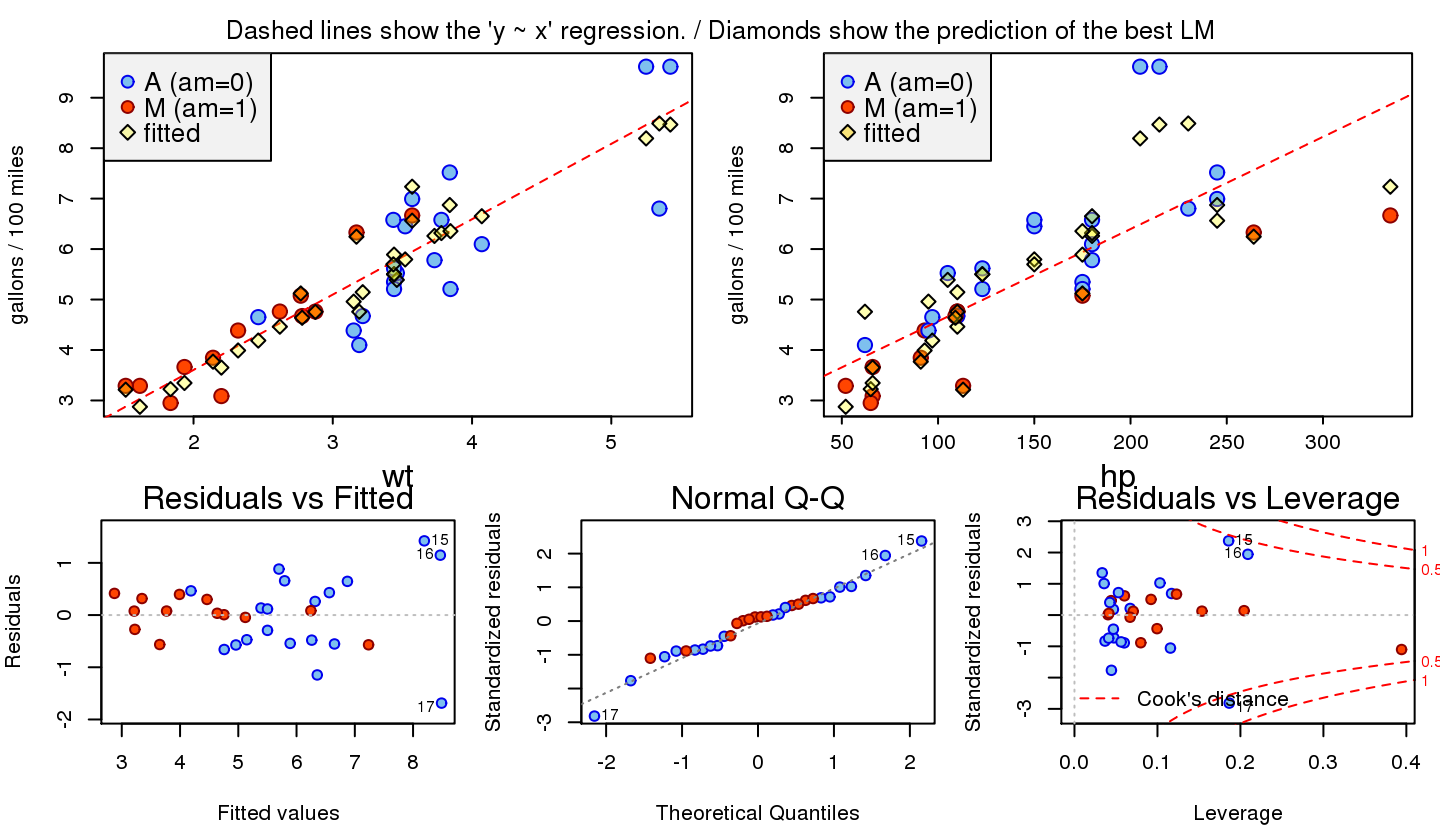 Dashed lines show the 'y ~ x' regression. / Diamonds show the prediction of the best LM
gallons / 100 miles
9
8
7
6
5
4
3
A (am=0)
M (am=1)
fitted
2 3 4 5
wt
gallons / 100 miles
9
8
7
6
5
4
3
A (am=0)
M (am=1)
fitted
50 100 150 200 250 300
hp
Residuals vs Fitted
Residuals
1
0
-1
-2
15
16
17
3 4 5 6 7 8
Fitted values
Normal Q-Q
Standardized residuals
2
1
0
-1
-3
15
16
17
-2 -1 0 1 2
Theoretical Quantiles
Residuals vs Leverage
Standardized residuals
3
2
1
0
-1
-3
15
16
17
1
0.5
0.5
1
Cook's distance
0.0 0.1 0.2 0.3 0.4
Leverage